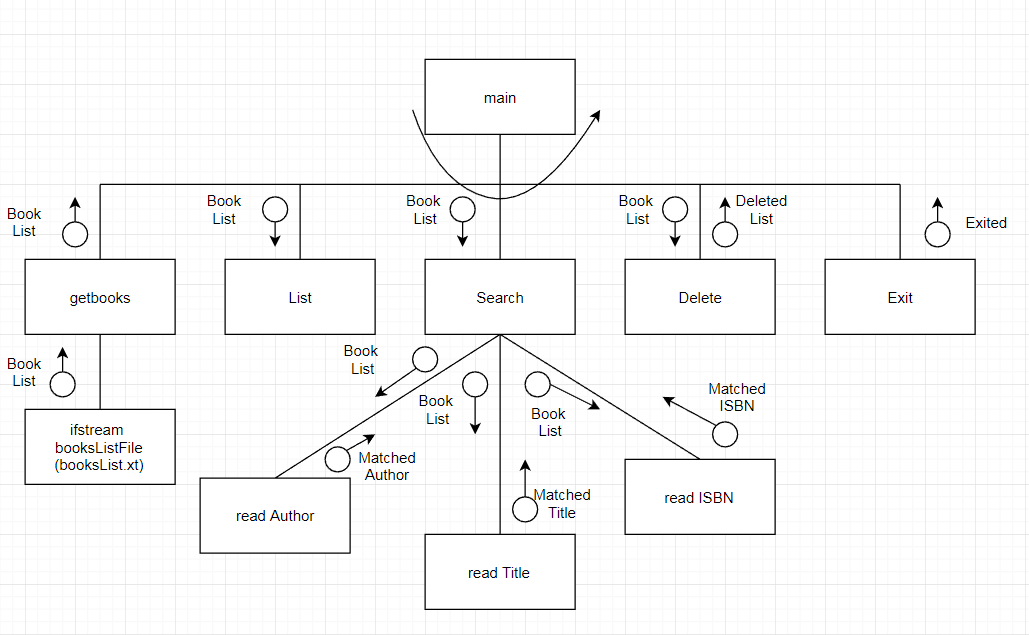 main
Book
List
Book
List
Book
List
Book
List
Deleted
List
Exited
getbooks
List
Search
Delete
Exit
Book
List
ifstream
booksListFile
(booksList.xt)
Book
List
Book
List
Book
List
Matched
ISBN
Matched
Author
Matched
Title
read Author
read Title
read ISBN